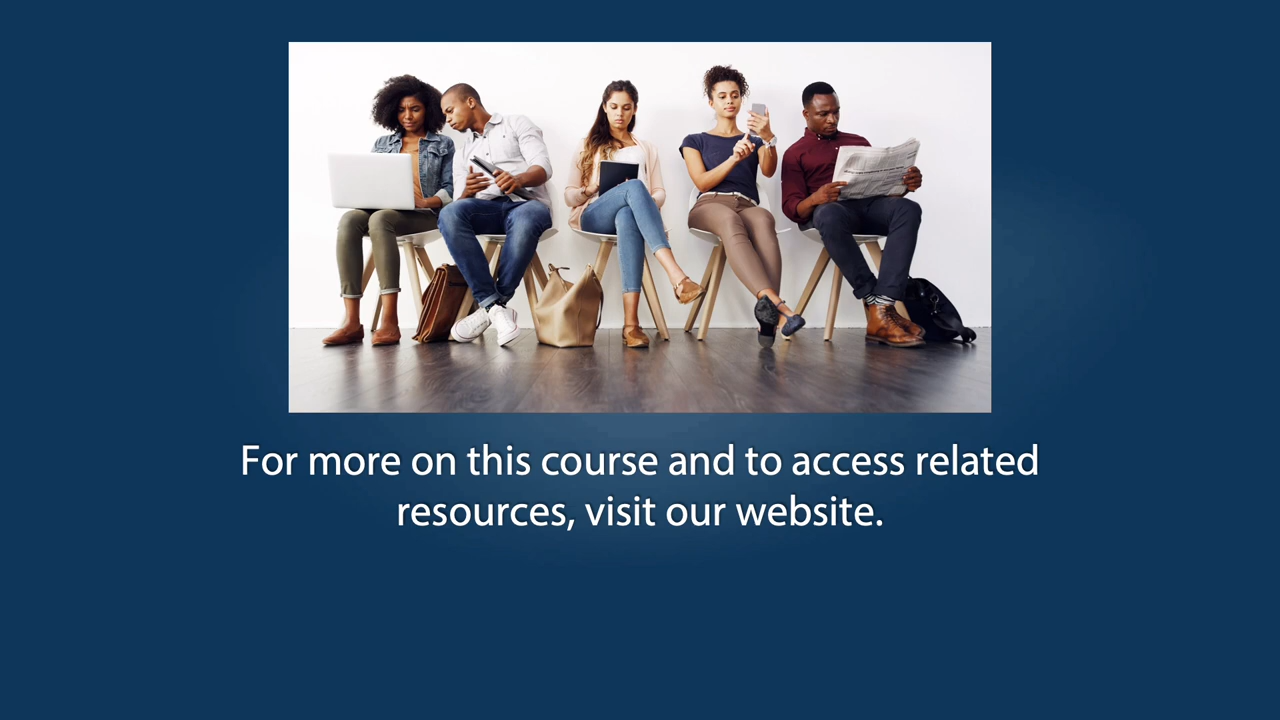 For more on this course and to access related
resources, visit our website.